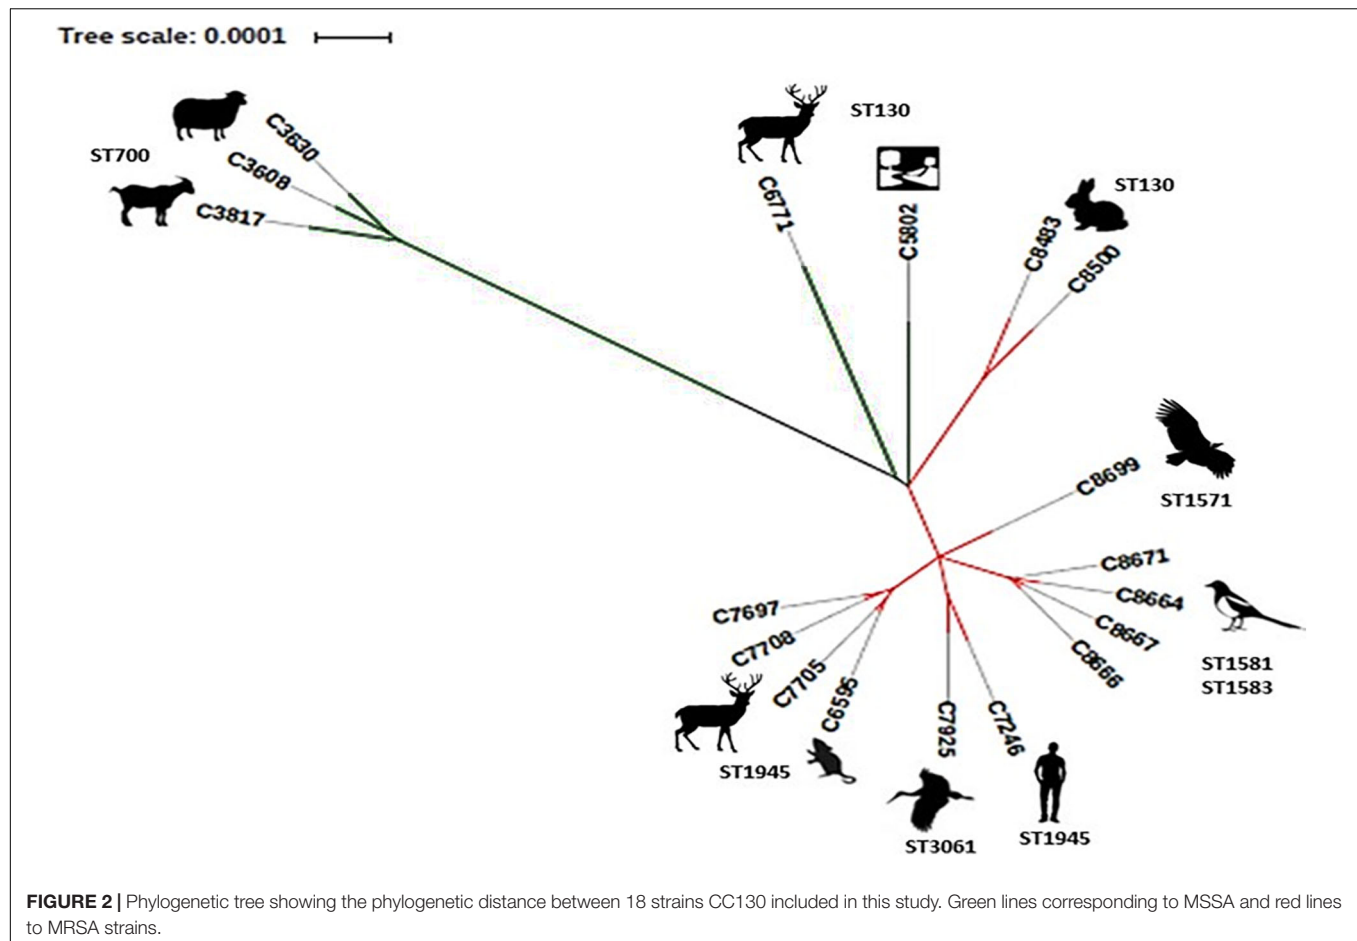 Tree scale: 0.0001
ST130
C3630
ST700
C3608
C3817
C6771
C5802
ST130
C8483
C8500
C8699
ST1571
C8671
C8664
C8667
C8666
ST1581
ST1583
C7697
C7708
C7705
C6595
C7925
C7246
ST1945
ST3061
ST1945
FIGURE 2 | Phylogenetic tree showing the phylogenetic distance between 18 strains CC130 included in this study. Green lines corresponding to MSSA and red lines
to MRSA strains.